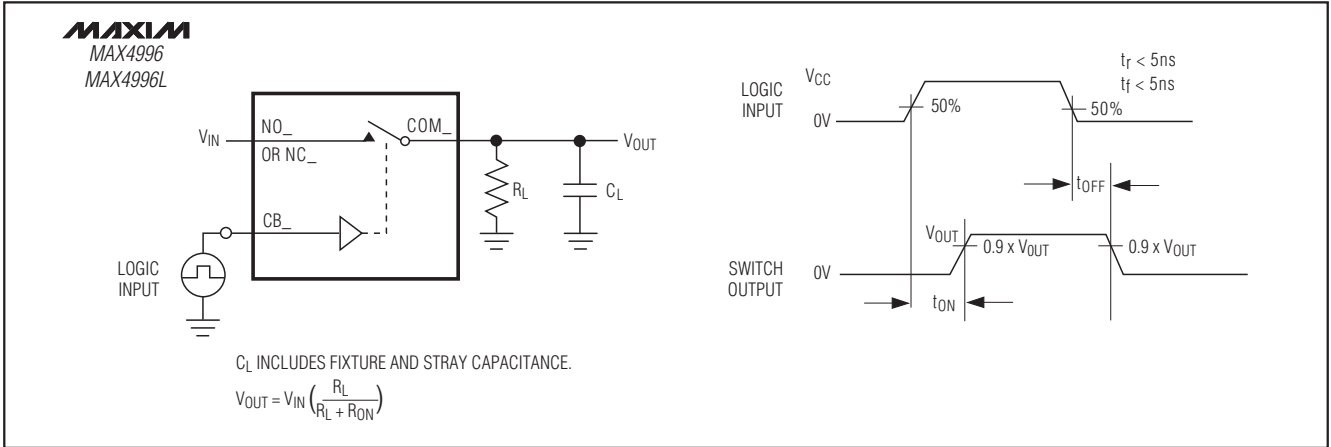 MAXIM
MAX4996
MAX4996L
VIN
NO_
OR NC_
COM_
VOUT
RL
CL
CB_
LOGIC
INPUT
CL INCLUDES FIXTURE AND STRAY CAPACITANCE.
VOUT = VIN (RL / RL + RON)
LOGIC
INPUT
VCC
0V
50%
50%
tr < 5ns
tf < 5ns
tOFF
SWITCH
OUTPUT
VOUT
0V
0.9 x V0UT
0.9 x VOUT
tON